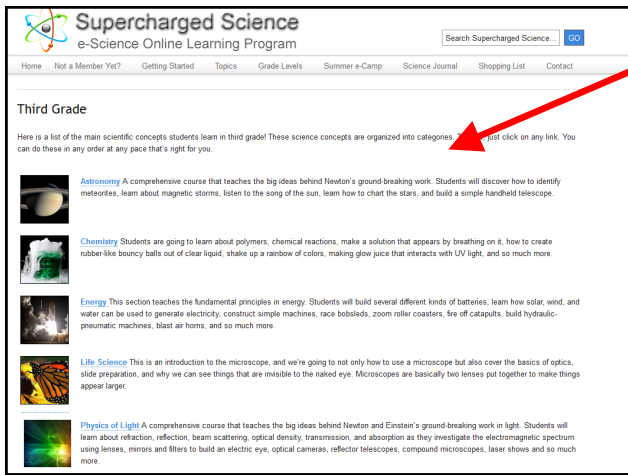 Supercharged Science
e-Science Online Learning Program
Search Supercharged Science... GO
Home Not a Member Yet? Getting Started Topics Grade Levels Summer e-Camp Science Journal Shopping List Contact
Third Grade
Here is a list of the main scientific concepts students learn in third grade! These science concepts are organized into categories. just click on any link. You
can do these in any order at any pace that's right for you.
Astronomy A comprehensive course that teaches the big ideas behind Newton's ground-breaking work. Students will discover how to identify
meteorites, learn about magnetic storms, listen to the song of the sun, learn how to chart the stars, and build a simple handheld telescope.
Chemistry Students are going to learn about polymers, chemical reactions, make a solution that appears by breathing on it, how to create
rubber-like bouncy balls out of clear liquid, shake up a rainbow of colors, making glow juice that interacts with UV light, and so much more.
Energy This section teaches the fundamental principles in energy. Students will build several different kinds of batteries, learn how solar, wind, and
water can be used to generate electricity, construct simple machines, race bobsleds, zoom roller coasters, fire off catapults, build hydraulic-
pneumatic machines, blast air horns, and so much more.
Life Science This is an introduction to the microscope, and we're going to not only how to use a microscope but also cover the basics of optics,
slide preparation, and why we can see things that are invisible to the naked eye. Microscopes are basically two lenses put together to make things
appear larger.
Physics of Light A comprehensive course that teaches the big ideas behind Newton and Einstein's ground-breaking work in light. Students will
learn about refraction, reflection, beam scattering, optical density, transmission, and absorption as they investigate the electromagnetic spectrum
using lenses, mirrors and filters to build an electric eye, optical cameras, reflector telescopes, compound microscopes, laser shows and so much
more.